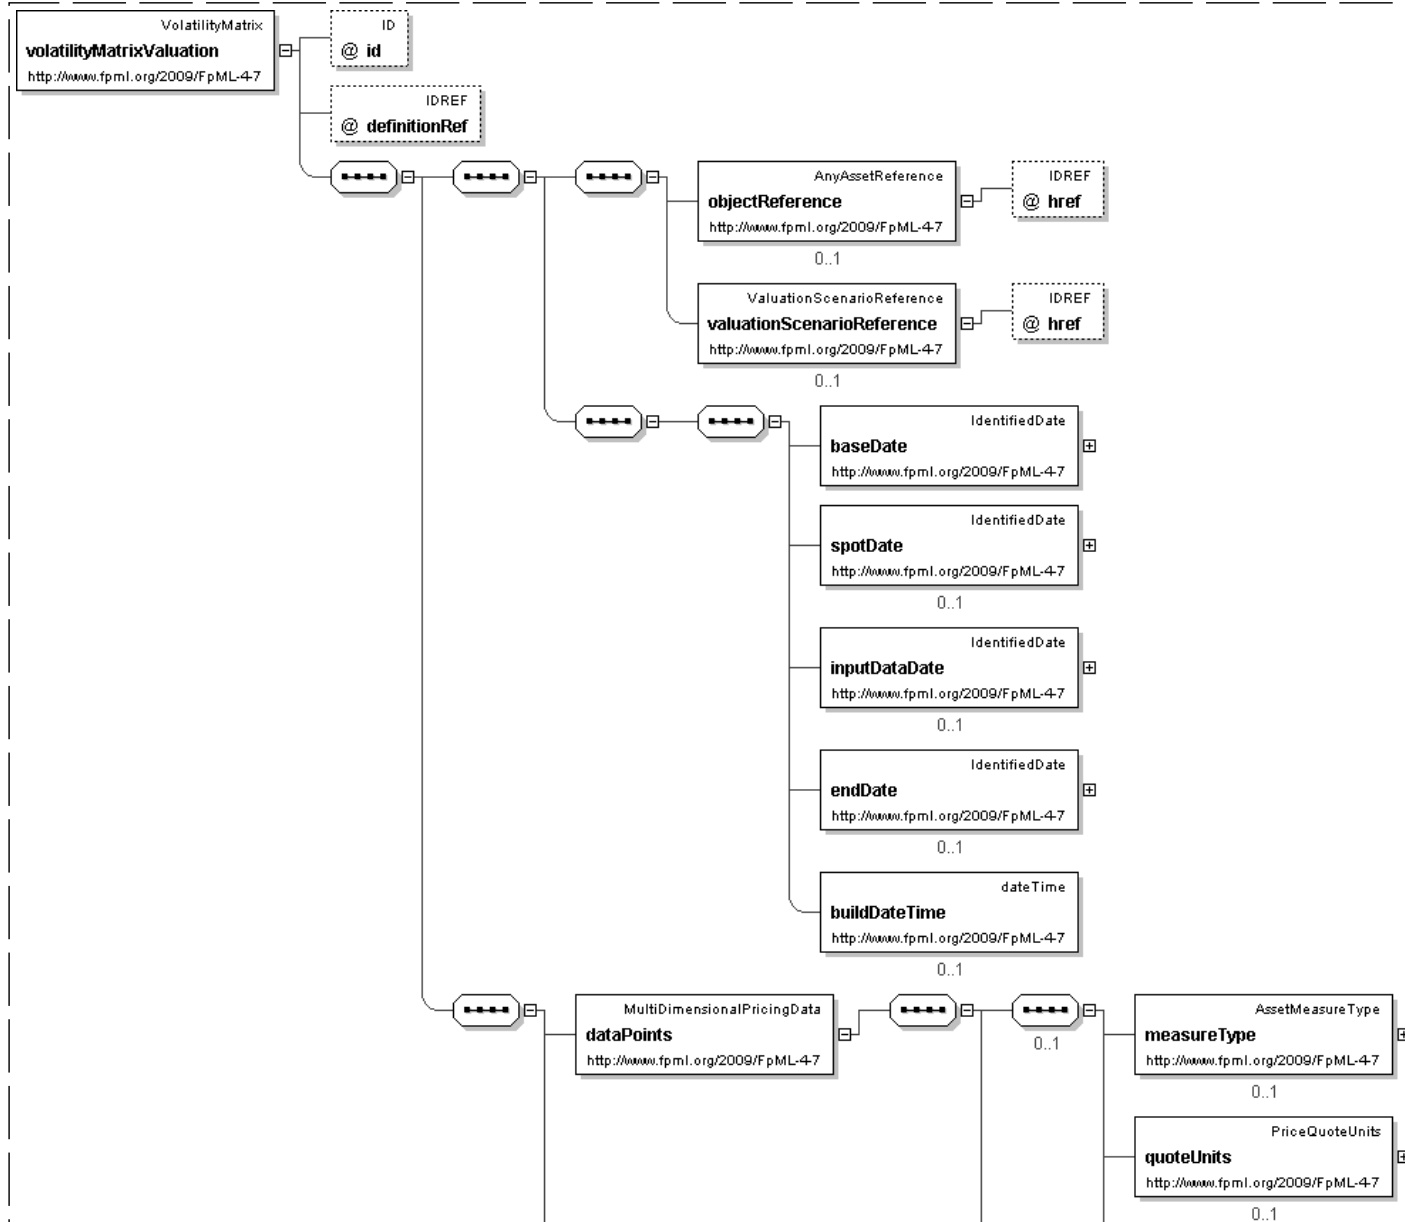 VolatilityMatrix
volatilityMatrixValuation
http://www.fpml.org/2009/FpML-4-7
ID
@ id
IDREF
@ definitionRef
AnyAssetReference
objectReference
http://www.fpml.org/2009/FpML-4-7
0..1
IDREF
@ href
ValuationScenarioReference
valuationScenarioReference
http://www.fpml.org/2009/FpML-4-7
0..1
IDREF
@ href
IdentifiedDate
baseDate
http://www.fpml.org/2009/FpML-4-7
IdentifiedDate
spotDate
http://www.fpml.org/2009/FpML-4-7
0..1
IdentifiedDate
inputDataDate
http://www.fpml.org/2009/FpML-4-7
0..1
IdentifiedDate
endDate
http://www.fpml.org/2009/FpML-4-7
0..1
dateTime
buildDateTime
http://www.fpml.org/2009/FpML-4-7
0..1
MultiDimensionalPricingData
dataPoints
http://www.fpml.org/2009/FpML-4-7
0..1
AssetMeasureType
measureType
http://www.fpml.org/2009/FpML-4-7
0..1
PriceQuoteUnits
quoteUnits
http://www.fpml.org/2009/FpML-4-7
0..1